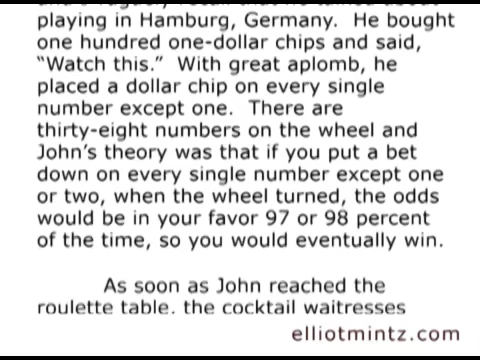 playing in Hamburg, Germany.  He bought
one hundred one-dollar chips and said,
“Watch this.”  With great aplomb, he
placed a dollar chip on every single
number except one.  There are
thirty-eight numbers on the wheel and
John’s theory was that if you put a bet
down on every single number except one
or two, when the wheel turned, the odds
would be in your favor 97 or 98 percent
of the time, so you would eventually win.
As soon as John reached the
roulette table, the cocktail waitresses
elliotmintz.com